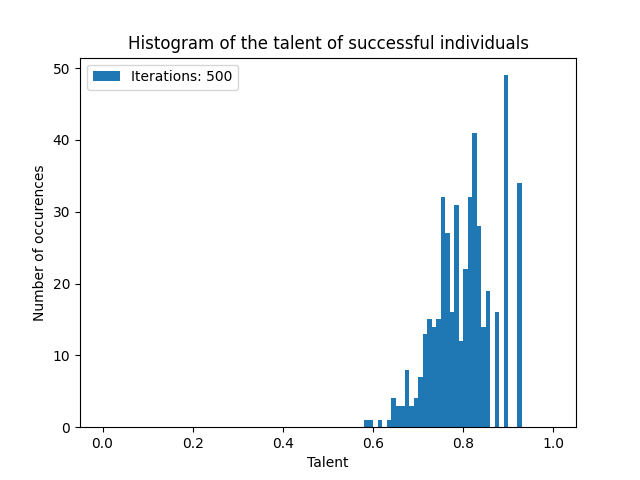 Histogram of the talent of successful individuals
Iterations: 500
Number of occurences
50
40
30
20
10
0
0.0 0.2 0.4 0.6 0.8 1.0
Talent